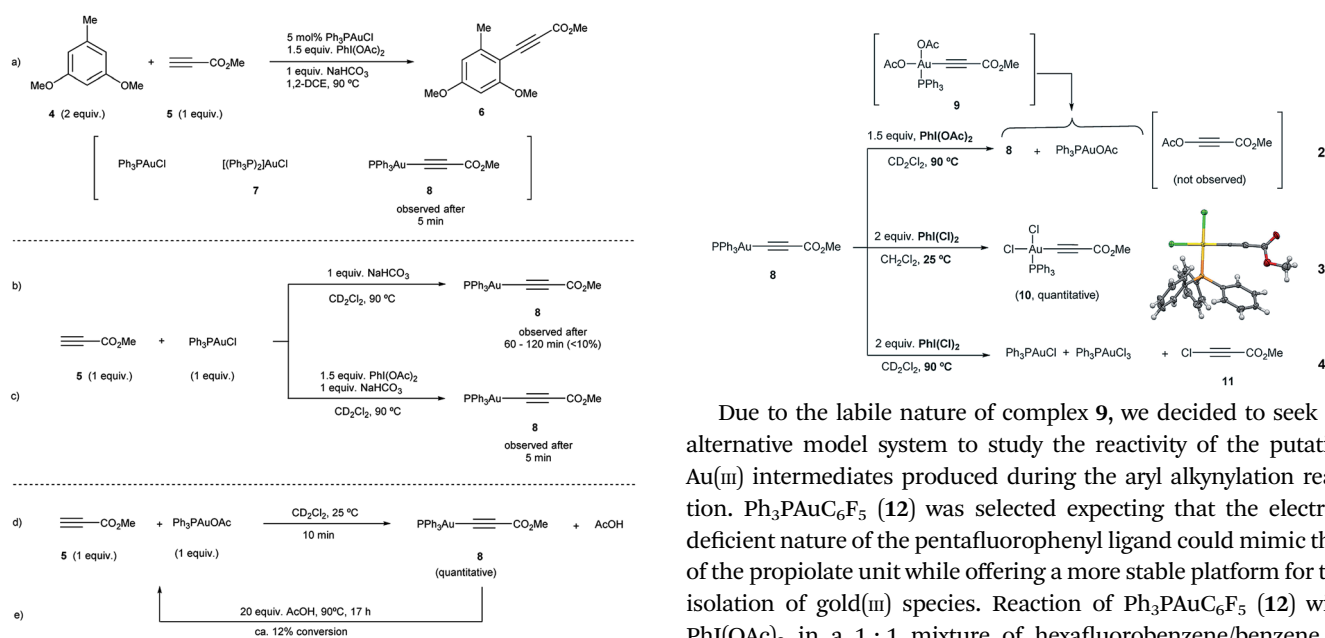 Me
a)
MeO
OMe
4 (2 equiv.)
+
CO₂Me
5 (1 equiv.)
5 mol% Ph₃PAuCl
1.5 equiv. PhI(OAc)₂
1 equiv. NaHCO₃
1,2-DCE, 90 ºC
Me
CO₂Me
MeO
OMe
6
Ph₃PAuCl
[(Ph₃P)₂]AuCl
7
PPh₃Au
CO₂Me
8
observed after
5 min
b)
1 equiv. NaHCO₃
CD₂Cl₂, 90 ºC
PPh₃Au
CO₂Me
8
observed after
60 - 120 min (<10%)
CO₂Me
+
Ph₃PAuCl
5 (1 equiv.)
(1 equiv.)
c)
1.5 equiv. PhI(OAc)₂
1 equiv. NaHCO₃
CD₂Cl₂, 90 ºC
PPh₃Au
CO₂Me
8
observed after
5 min
d)
CO₂Me
+
Ph₃PAuOAc
5 (1 equiv.)
(1 equiv.)
CD₂Cl₂, 25 ºC
10 min
PPh₃Au
CO₂Me
+
AcOH
8
(quantitative)
e)
20 equiv. AcOH, 90ºC, 17 h
ca. 12% conversion
OAc
AcO
Au
CO₂Me
PPh₃
9
1.5 equiv, PhI(OAc)₂
CD₂Cl₂, 90 ºC
8 + Ph₃PAuOAc
AcO
CO₂Me
(not observed)
2
PPh₃Au
CO₂Me
8
2 equiv. PhI(Cl)₂
CH₂Cl₂, 25 ºC
Cl
Cl
Au
CO₂Me
PPh₃
(10, quantitative)
3
2 equiv. PhI(Cl)₂
CD₂Cl₂, 90 ºC
Ph₃PAuCl + Ph₃PAuCl₃ + Cl
CO₂Me
11
4
Due to the labile nature of complex 9, we decided to seek
alternative model system to study the reactivity of the putati
Au(III) intermediates produced during the aryl alkynylation rea
tion. Ph₃PAuC₆F₅ (12) was selected expecting that the electr
deficient nature of the pentafluorophenyl ligand could mimic th
of the propiolate unit while offering a more stable platform for t
isolation of gold(III) species. Reaction of Ph₃PAuC₆F₅ (12) wi
PhI(OAc)₂ in a 1 : 1 mixture of hexafluorobenzene/benzene